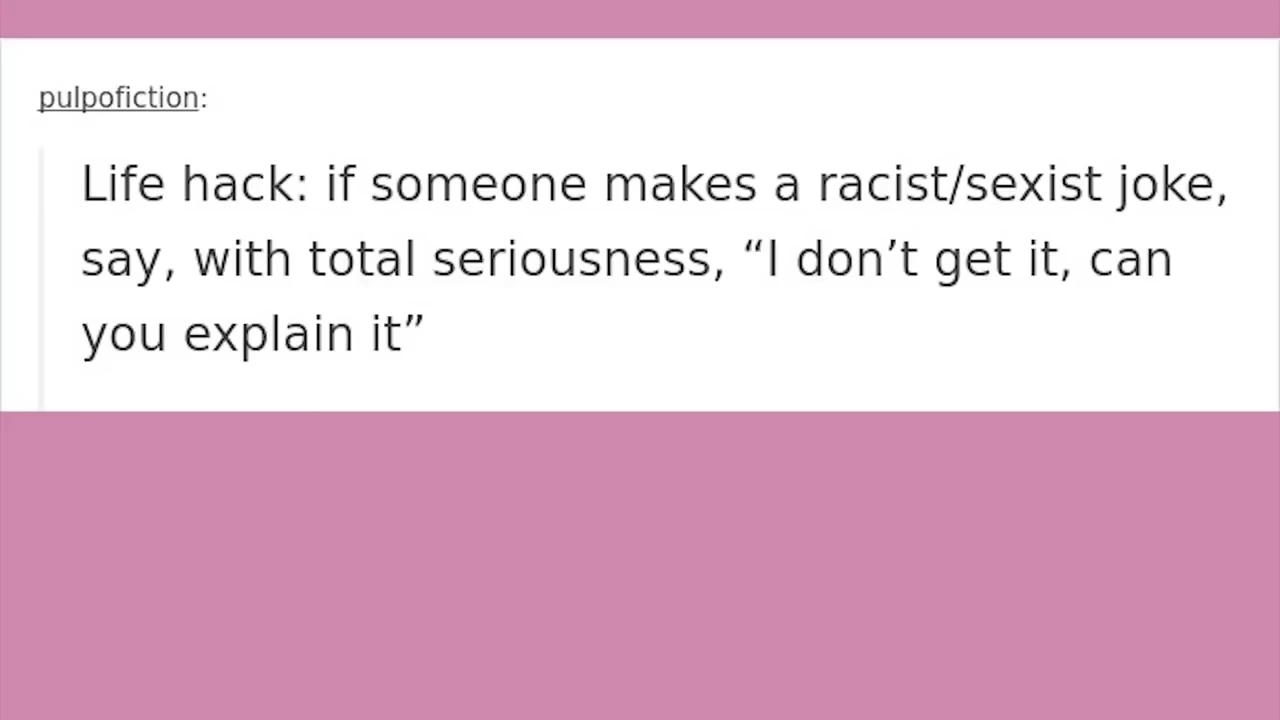 pulpofiction:
Life hack: if someone makes a racist/sexist joke,
say, with total seriousness, “I don’t get it, can
you explain it”